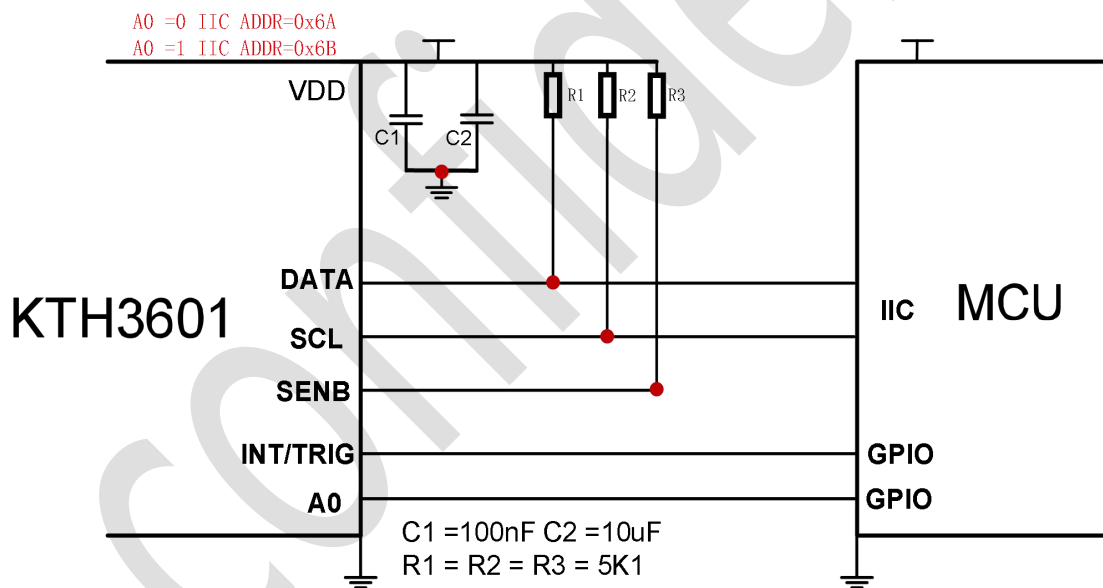 A0 =0 IIC ADDR=0x6A
A0 =1 IIC ADDR=0x6B
VDD
C1
C2
R1
R2
R3
DATA
KTH3601
SCL
SENB
INT/TRIG
A0
IIC
MCU
GPIO
GPIO
C1 =100nF C2 =10uF
R1 = R2 = R3 = 5K1
confide